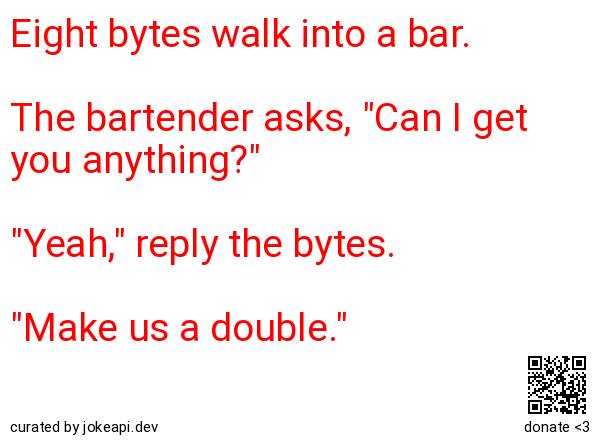 Eight bytes walk into a bar.
The bartender asks, "Can I get
you anything?"
"Yeah," reply the bytes.
"Make us a double."
curated by jokeapi.dev
donate <3